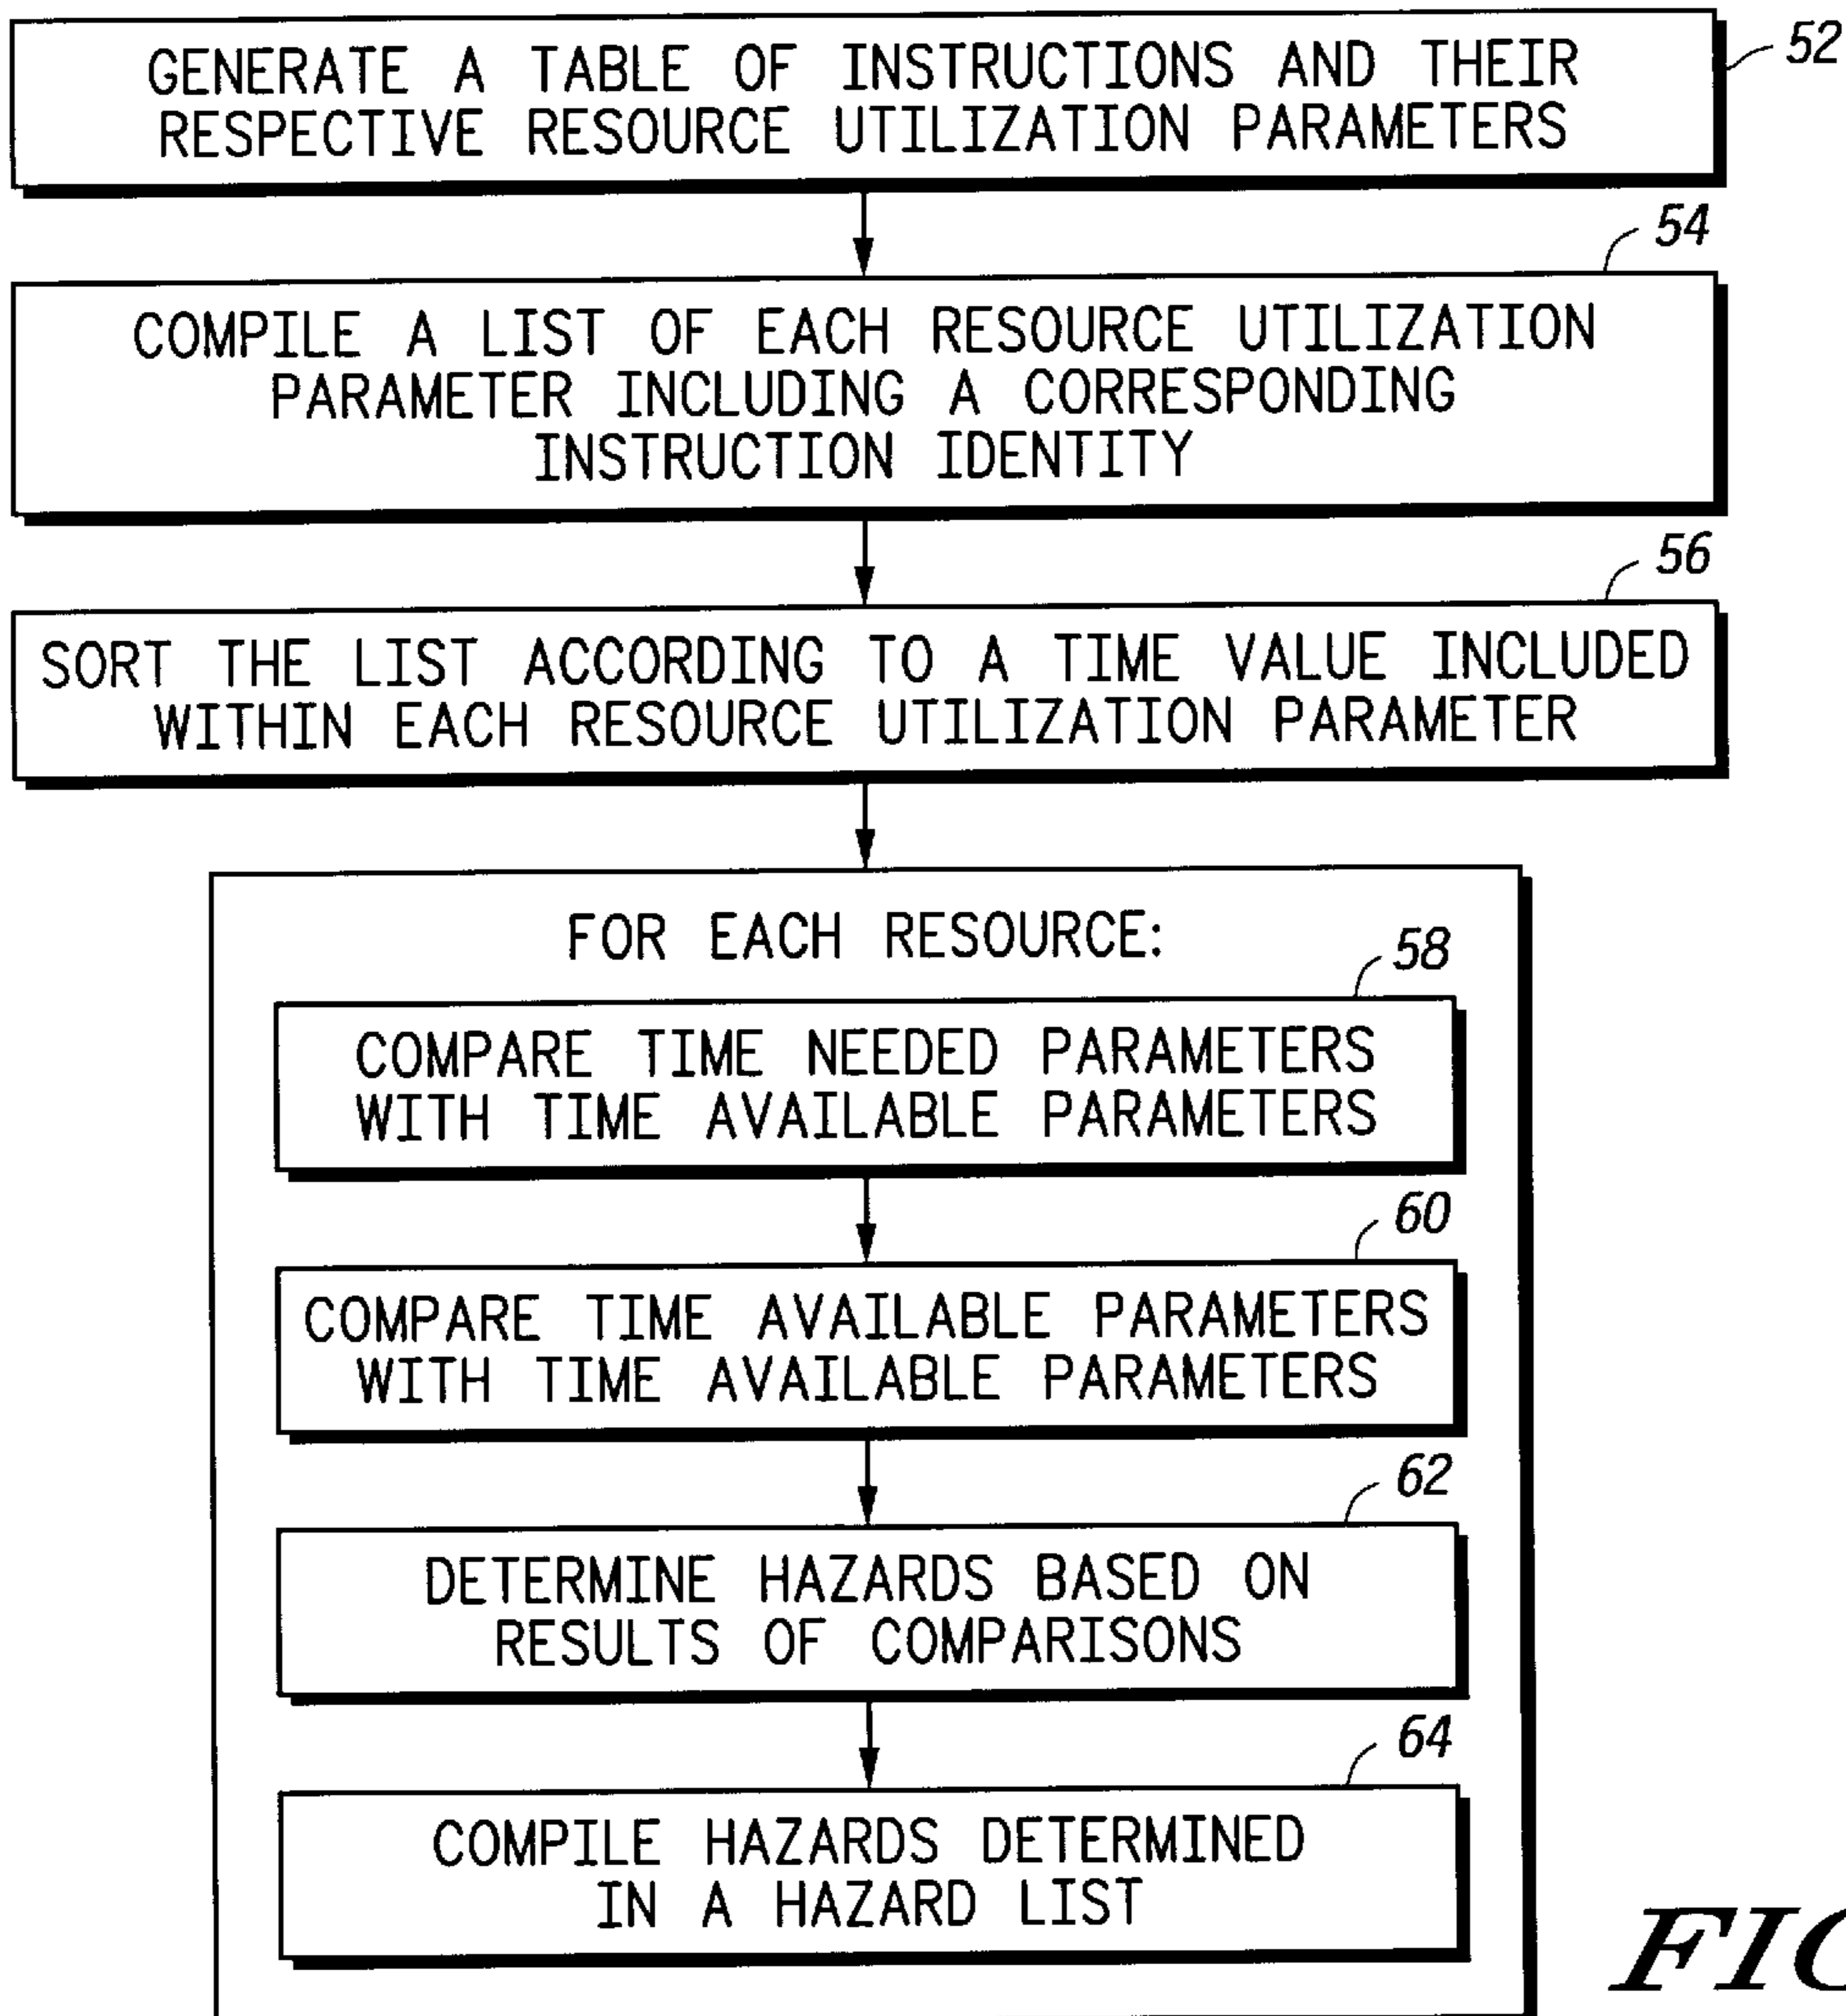 GENERATE A TABLE OF INSTRUCTIONS AND THEIR
RESPECTIVE RESOURCE UTILIZATION PARAMETERS
52
54
COMPILE A LIST OF EACH RESOURCE UTILIZATION
PARAMETER INCLUDING A CORRESPONDING
INSTRUCTION IDENTITY
56
SORT THE LIST ACCORDING TO A TIME VALUE INCLUDED
WITHIN EACH RESOURCE UTILIZATION PARAMETER
FOR EACH RESOURCE:
58
COMPARE TIME NEEDED PARAMETERS
WITH TIME AVAILABLE PARAMETERS
60
COMPARE TIME AVAILABLE PARAMETERS
WITH TIME AVAILABLE PARAMETERS
62
DETERMINE HAZARDS BASED ON
RESULTS OF COMPARISONS
64
COMPILE HAZARDS DETERMINED
IN A HAZARD LIST